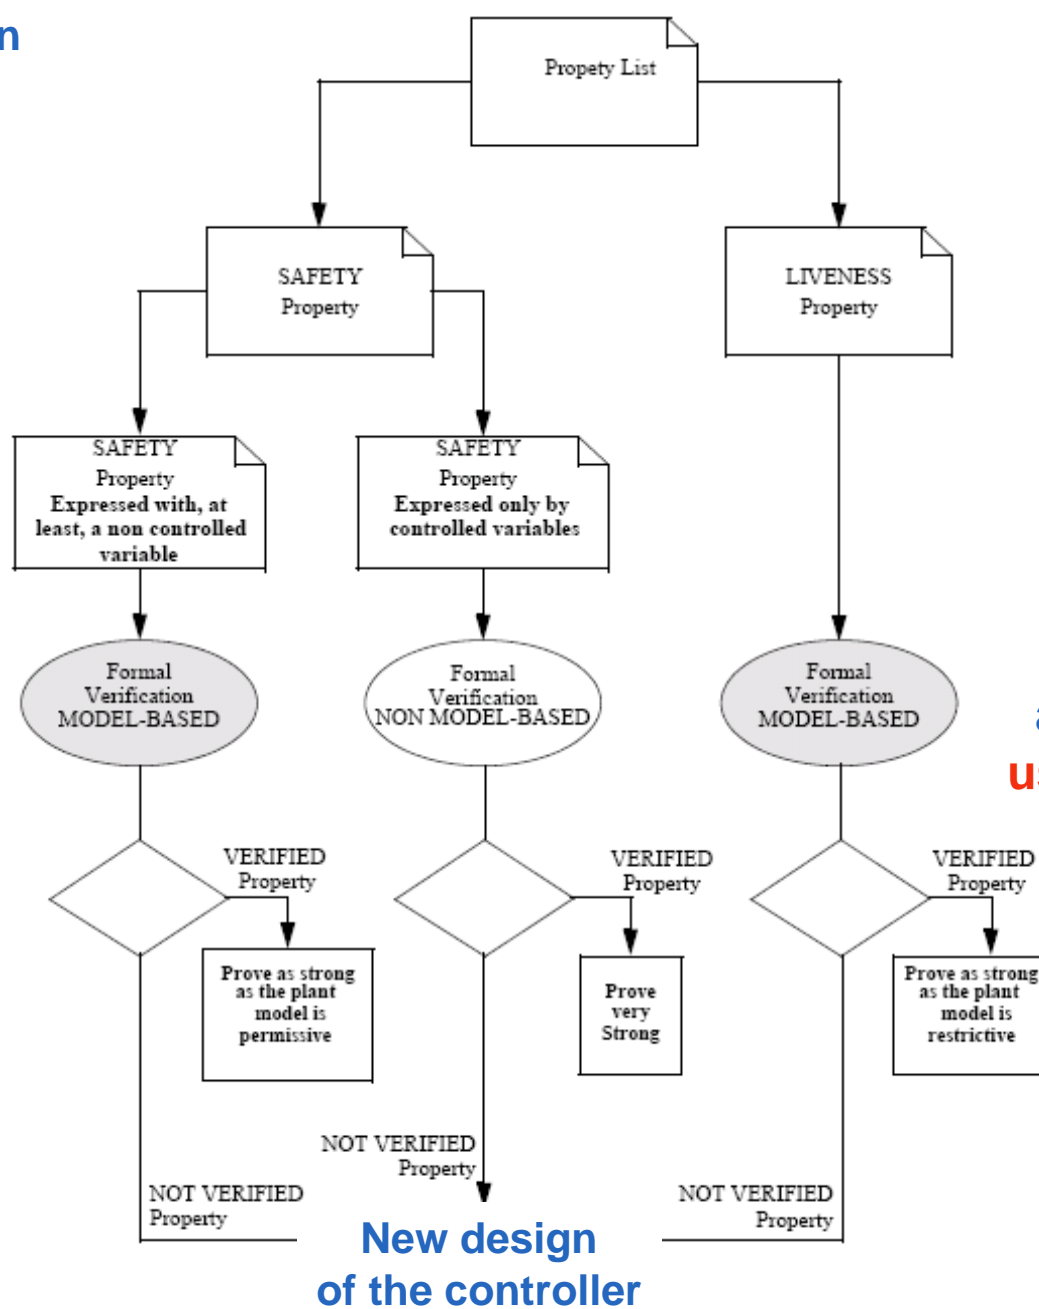 n
Propety List
SAFETY
Property
LIVENESS
Property
SAFETY
Property
Expressed with, at
least, a non controlled
variable
SAFETY
Property
Expressed only by
controlled variables
Formal
Verification
MODEL-BASED
Formal
Verification
NON MODEL-BASED
Formal
Verification
MODEL-BASED
a
us
VERIFIED
Property
VERIFIED
Property
VERIFIED
Property
Prove as strong
as the plant
model is
permissive
Prove
very
Strong
Prove as strong
as the plant
model is
restrictive
NOT VERIFIED
Property
NOT VERIFIED
Property
NOT VERIFIED
Property
New design
of the controller